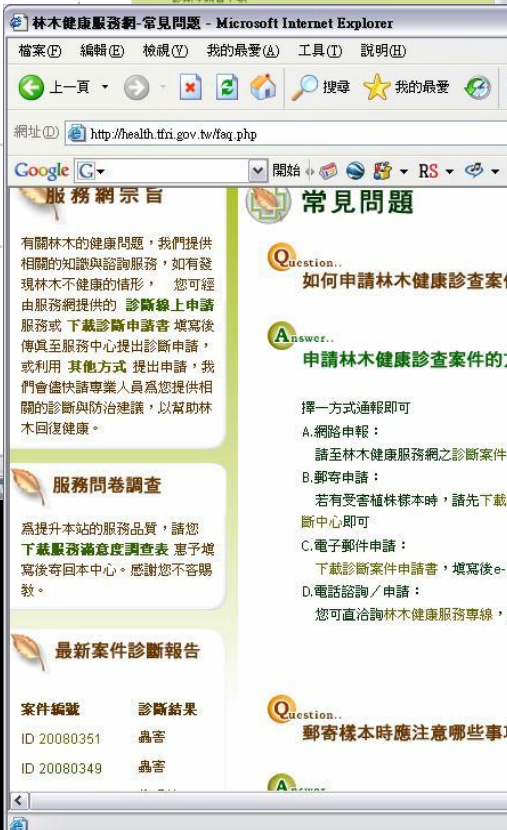 林木健康服務網-常見問題 - Microsoft Internet Explorer
檔案(F) 編輯(E) 檢視(V) 我的最愛(A) 工具(T) 說明(H)
上一頁 搜尋 我的最愛
網址(D) http://health.tfri.gov.tw/faq.php
Google G 開始 RS
服務網宗旨
有關林木的健康問題，我們提供
相關的知識與諮詢服務，如有發
現林木不健康的情形， 您可經
由服務網提供的 診斷線上申請
服務或 下載診斷申請書 填寫後
傳真至服務中心提出診斷申請，
或利用 其他方式 提出申請，我
們會儘快請專業人員為您提供相
關的診斷與防治建議，以幫助林
木回復健康。
服務問卷調查
為提升本站的服務品質，請您
下載服務滿意度調查表 惠予填
寫後寄回本中心。感謝您不吝賜
教。
最新案件診斷報告
案件編號 診斷結果
ID 20080351 蟲害
ID 20080349 蟲害
常見問題
Question..
如何申請林木健康診查案
Answer..
申請林木健康診查案件的
擇一方式通報即可
A.網路申報：
請至林木健康服務網之診斷案件
B.郵寄申請：
若有受害植株樣本時，請先下載
斷中心即可
C.電子郵件申請：
下載診斷案件申請書，填寫後e-
D.電話諮詢／申請：
您可直洽詢林木健康服務專線，
Question..
郵寄樣本時應注意哪些事
Answer..